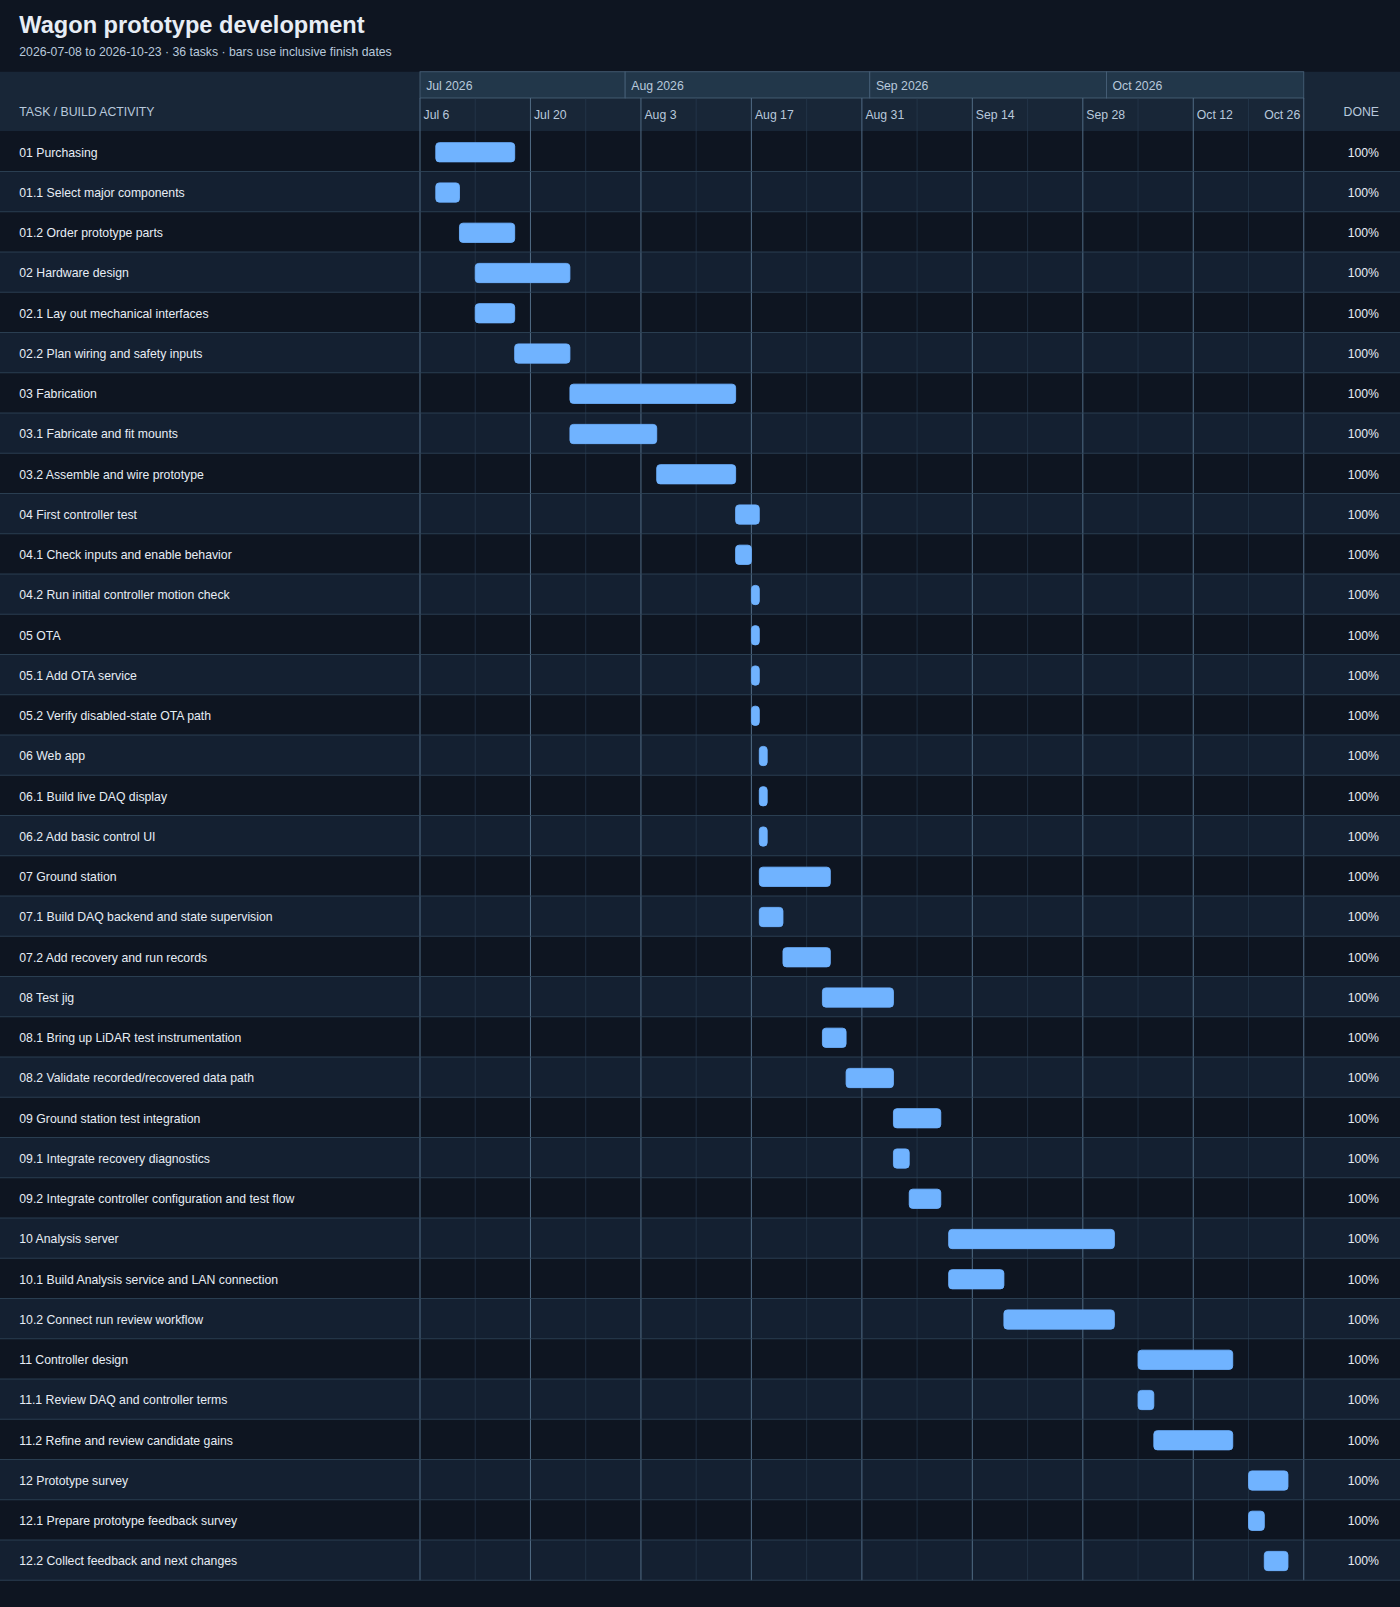 Wagon prototype development
2026-07-08 to 2026-10-23 · 36 tasks · bars use inclusive finish dates
Jul 2026 Aug 2026 Sep 2026 Oct 2026
TASK / BUILD ACTIVITY Jul 6 Jul 20 Aug 3 Aug 17 Aug 31 Sep 14 Sep 28 Oct 12 Oct 26 DONE
01 Purchasing 100%
01.1 Select major components 100%
01.2 Order prototype parts 100%
02 Hardware design 100%
02.1 Lay out mechanical interfaces 100%
02.2 Plan wiring and safety inputs 100%
03 Fabrication 100%
03.1 Fabricate and fit mounts 100%
03.2 Assemble and wire prototype 100%
04 First controller test 100%
04.1 Check inputs and enable behavior 100%
04.2 Run initial controller motion check 100%
05 OTA 100%
05.1 Add OTA service 100%
05.2 Verify disabled-state OTA path 100%
06 Web app 100%
06.1 Build live DAQ display 100%
06.2 Add basic control UI 100%
07 Ground station 100%
07.1 Build DAQ backend and state supervision 100%
07.2 Add recovery and run records 100%
08 Test jig 100%
08.1 Bring up LiDAR test instrumentation 100%
08.2 Validate recorded/recovered data path 100%
09 Ground station test integration 100%
09.1 Integrate recovery diagnostics 100%
09.2 Integrate controller configuration and test flow 100%
10 Analysis server 100%
10.1 Build Analysis service and LAN connection 100%
10.2 Connect run review workflow 100%
11 Controller design 100%
11.1 Review DAQ and controller terms 100%
11.2 Refine and review candidate gains 100%
12 Prototype survey 100%
12.1 Prepare prototype feedback survey 100%
12.2 Collect feedback and next changes 100%